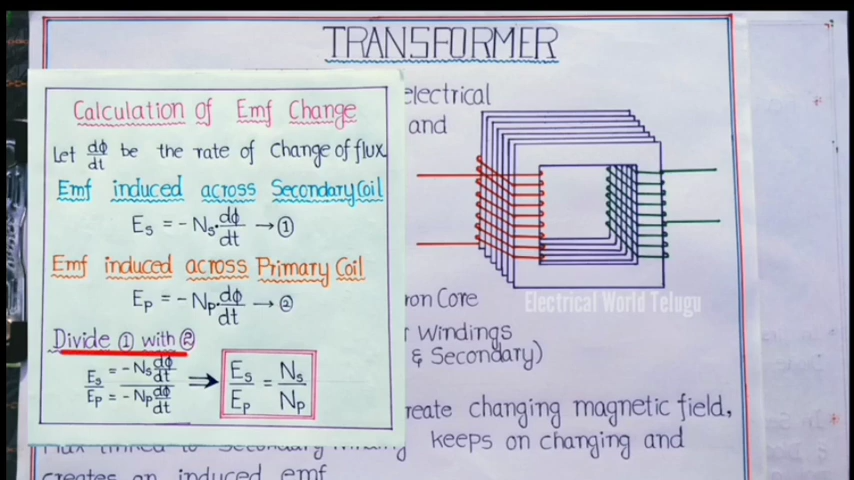 TRANSFORMER
Calculation of Emf Change
Let dϕ/dt be the rate of Change of flux
Emf induced across Secondary Coil
Es = - Ns.dϕ/dt → ①
Emf induced across Primary Coil
Ep = - Np.dϕ/dt → ②
Divide ① with ②
Es/Ep = - Ns dϕ/dt / = - Np dϕ/dt ⇒ Es/Ep = Ns/Np
electrical
and
ron Core
Electrical World Telugu
Windings
& Secondary)
reate changing magnetic field,
keeps on changing and
creates an induced emf